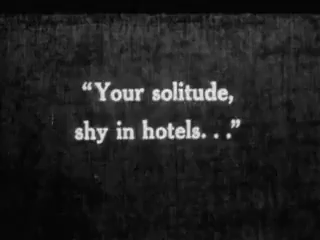 “Your solitude,
shy in hotels. . .”